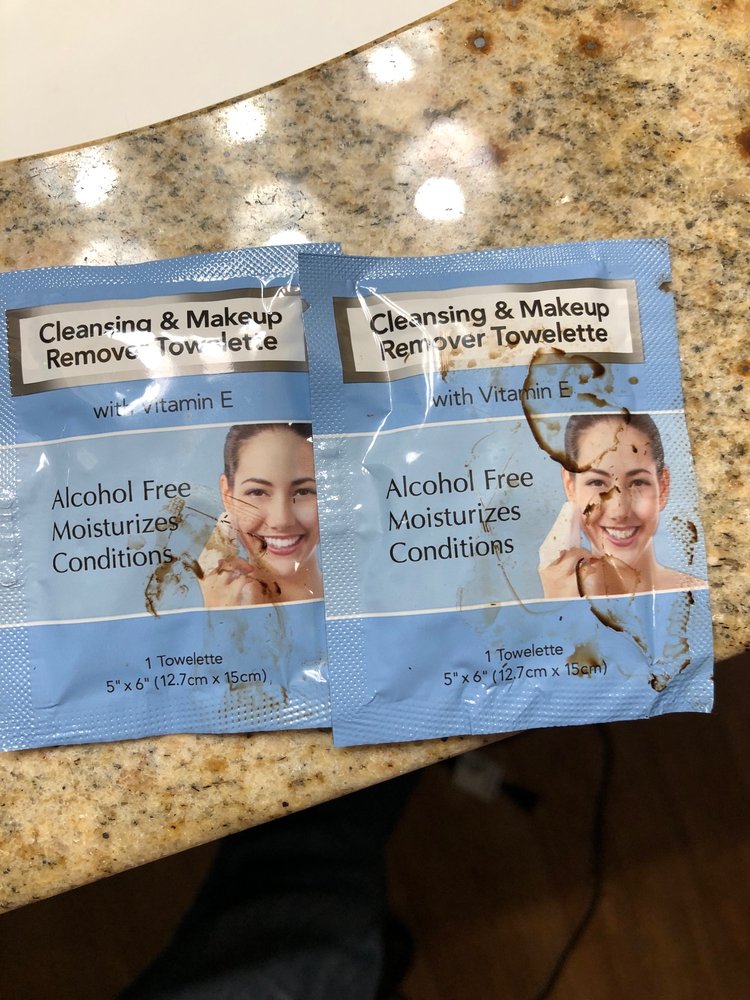 Cleansing & Makeup
Remover Towelette
with Vitamin E
Alcohol Free
Moisturizes
Conditions
1 Towelette
5" x 6" (12.7cm x 15cm)
Cleansing & Makeup
Remover Towelette
with Vitamin E
Alcohol Free
Moisturizes
Conditions
1 Towelette
5" x 6" (12.7cm x 15cm)